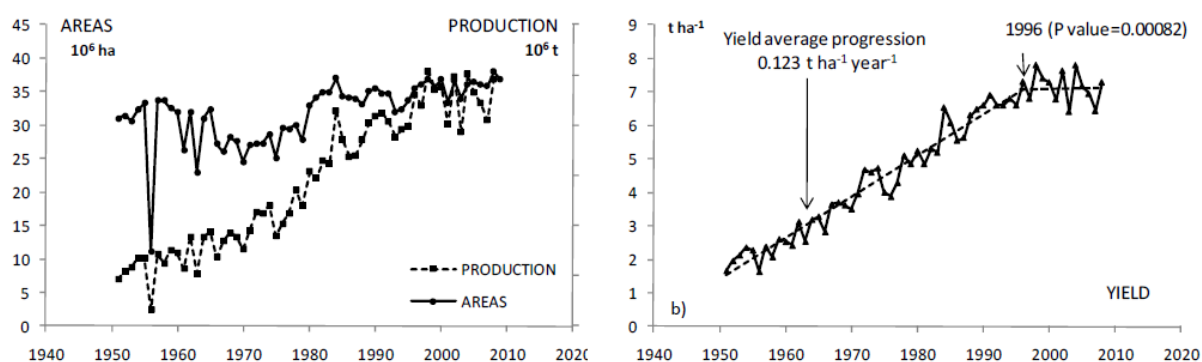 45
40
35
30
25
20
15
10
5
0
AREAS
10⁶ ha
PRODUCTION
10⁶ t
PRODUCTION
AREAS
1940 1950 1960 1970 1980 1990 2000 2010 202
9
8
7
6
5
4
3
2
1
0
t ha⁻¹
1996 (P value=0.00082)
Yield average progression
0.123 t ha⁻¹ year⁻¹
b)
YIELD
1940 1950 1960 1970 1980 1990 2000 2010 2020